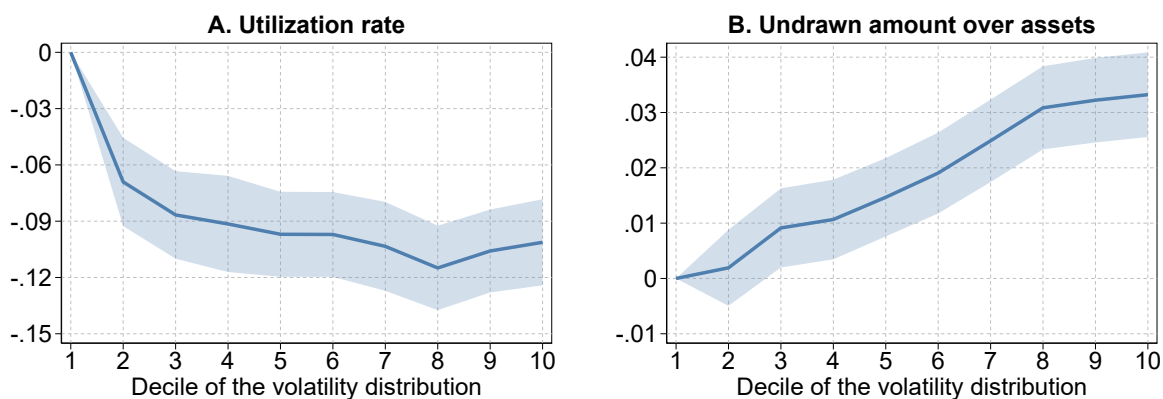 A. Utilization rate
0
-.03
-.06
-.09
-.12
-.15
1 2 3 4 5 6 7 8 9 10
Decile of the volatility distribution
B. Undrawn amount over assets
.04
.03
.02
.01
0
-.01
1 2 3 4 5 6 7 8 9 10
Decile of the volatility distribution